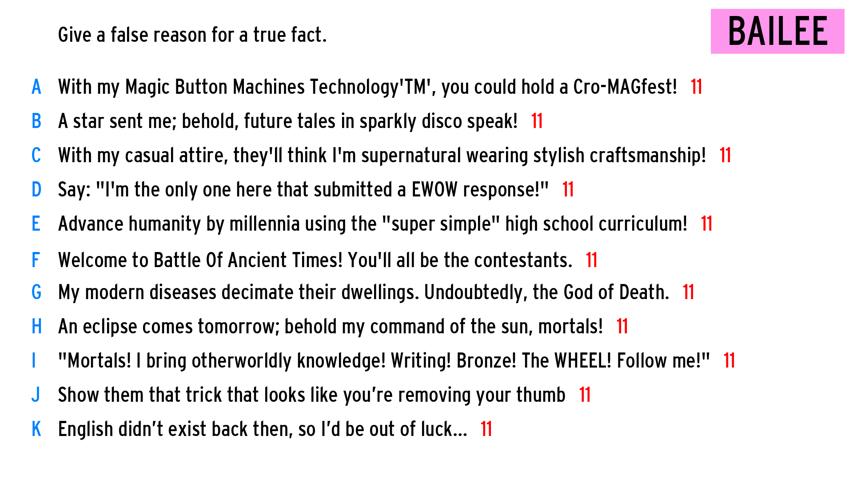 Give a false reason for a true fact.
BAILEE
A With my Magic Button Machines Technology'TM', you could hold a Cro-MAGfest! 11
B A star sent me; behold, future tales in sparkly disco speak! 11
C With my casual attire, they'll think I'm supernatural wearing stylish craftsmanship! 11
D Say: "I'm the only one here that submitted a EWOW response!" 11
E Advance humanity by millennia using the "super simple" high school curriculum! 11
F Welcome to Battle Of Ancient Times! You'll all be the contestants. 11
G My modern diseases decimate their dwellings. Undoubtedly, the God of Death. 11
H An eclipse comes tomorrow; behold my command of the sun, mortals! 11
I "Mortals! I bring otherworldly knowledge! Writing! Bronze! The WHEEL! Follow me!" 11
J Show them that trick that looks like you’re removing your thumb 11
K English didn’t exist back then, so I’d be out of luck... 11